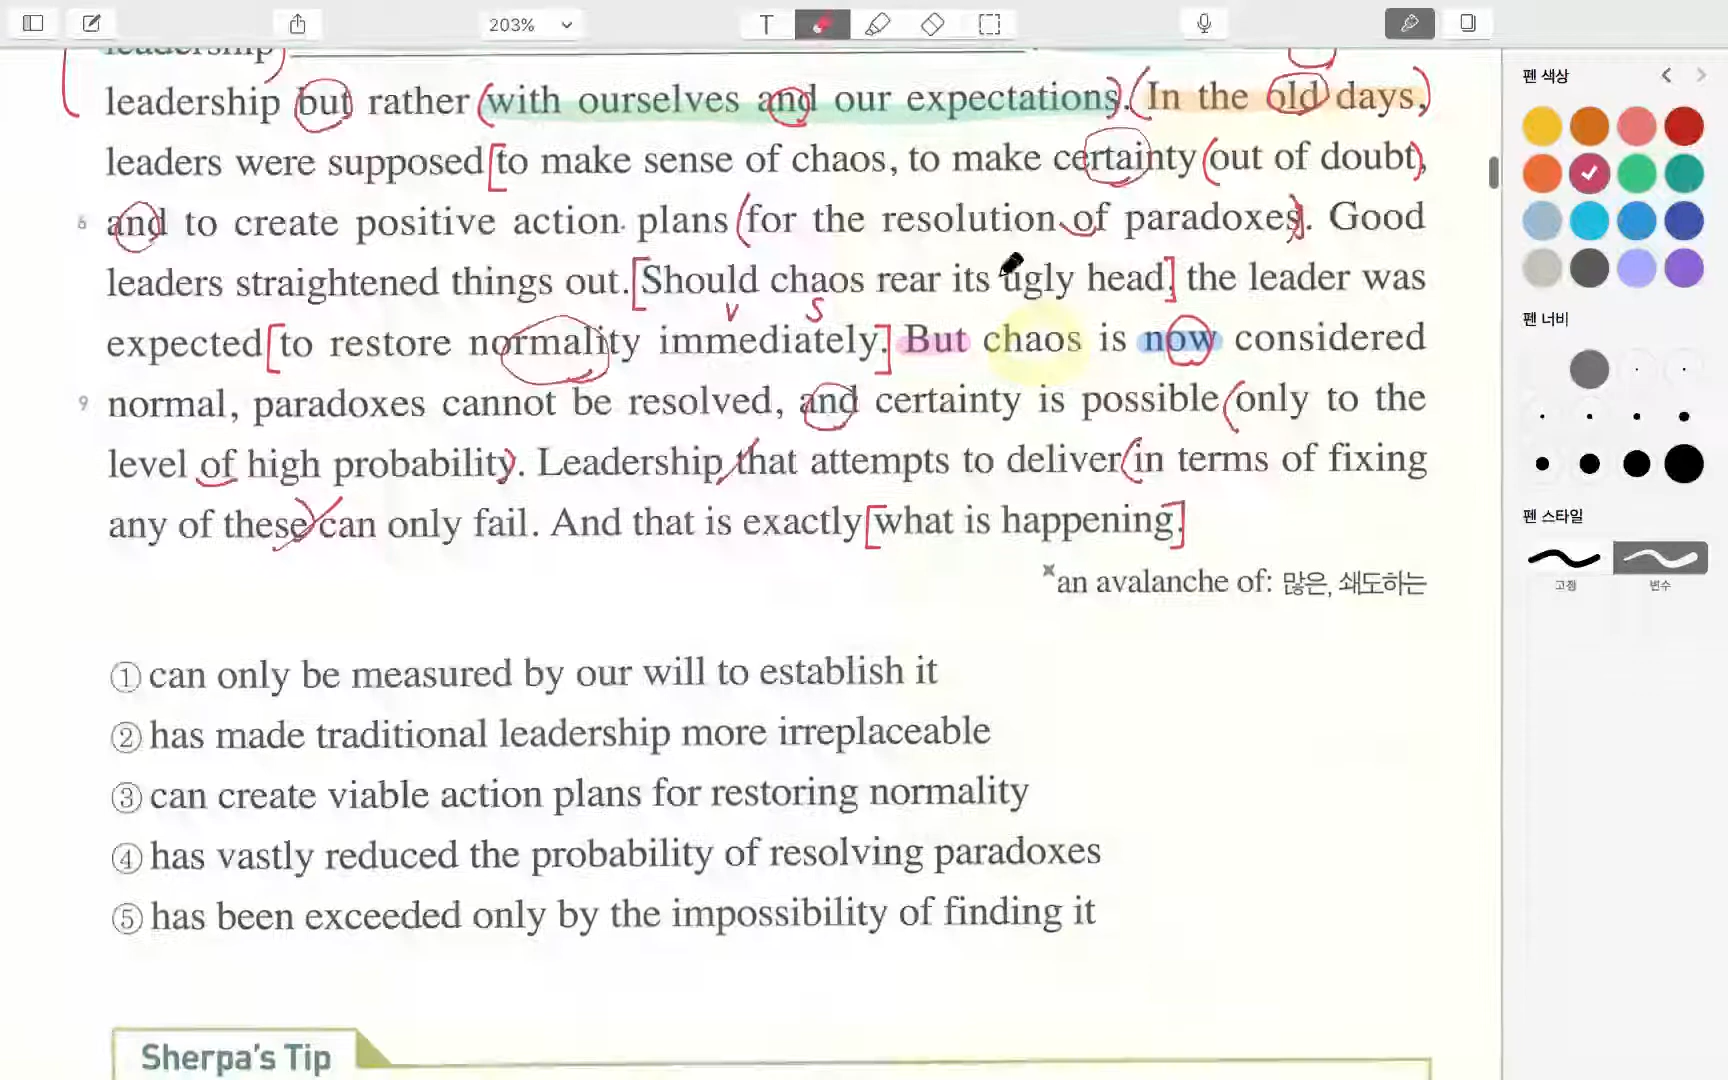 203%
T
leadership
leadership but rather with ourselves and our expectations. In the old days,
leaders were supposed to make sense of chaos, to make certainty out of doubt,
6 and to create positive action plans for the resolution of paradoxes. Good
leaders straightened things out. Should chaos rear its ugly head, the leader was
V S
expected to restore normality immediately. But chaos is now considered
9 normal, paradoxes cannot be resolved, and certainty is possible only to the
level of high probability. Leadership that attempts to deliver in terms of fixing
any of these can only fail. And that is exactly what is happening.
*an avalanche of: 많은, 쇄도하는
① can only be measured by our will to establish it
② has made traditional leadership more irreplaceable
③ can create viable action plans for restoring normality
④ has vastly reduced the probability of resolving paradoxes
⑤ has been exceeded only by the impossibility of finding it
Sherpa's Tip
펜 색상
펜 너비
펜 스타일
고정 변수